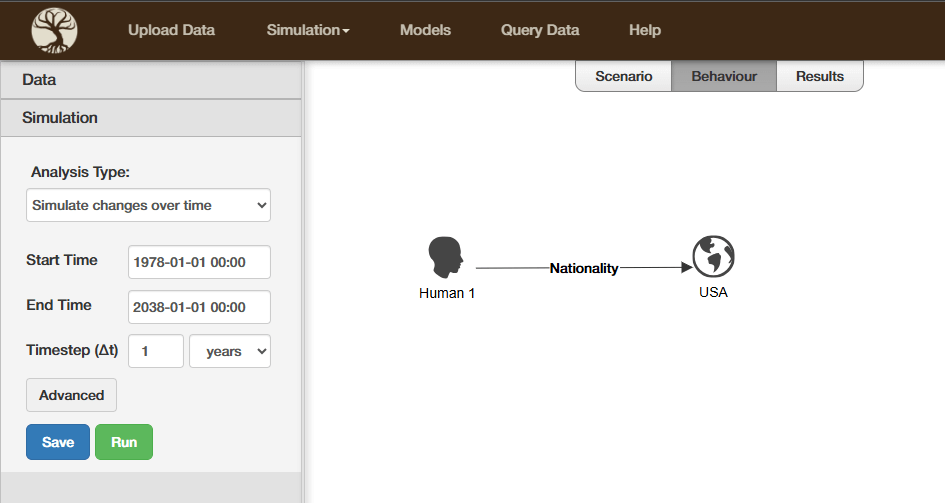 Upload Data Simulation Models Query Data Help
Data
Simulation
Analysis Type:
Simulate changes over time
Start Time 1978-01-01 00:00
End Time 2038-01-01 00:00
Timestep (Δt) 1 years
Advanced
Save Run
Scenario Behaviour Results
Nationality
Human 1 USA